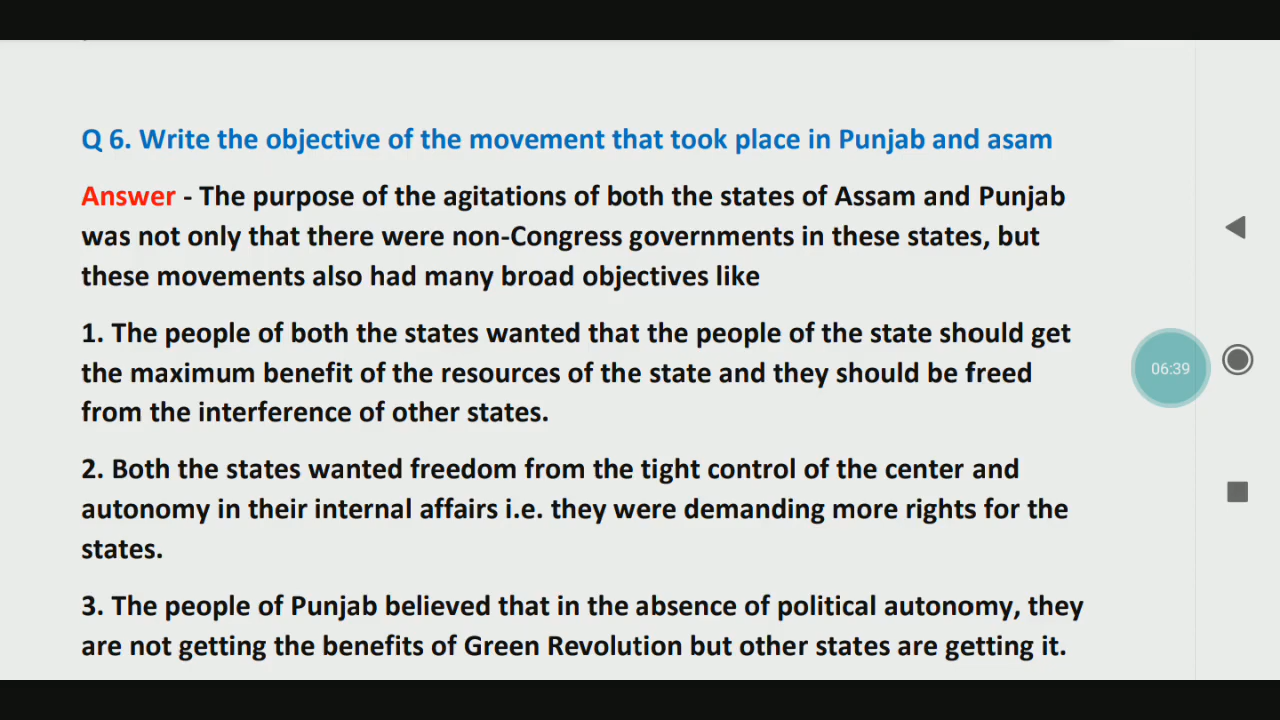 Q 6. Write the objective of the movement that took place in Punjab and asam
Answer - The purpose of the agitations of both the states of Assam and Punjab
was not only that there were non-Congress governments in these states, but
these movements also had many broad objectives like
1. The people of both the states wanted that the people of the state should get
the maximum benefit of the resources of the state and they should be freed
from the interference of other states.
2. Both the states wanted freedom from the tight control of the center and
autonomy in their internal affairs i.e. they were demanding more rights for the
states.
3. The people of Punjab believed that in the absence of political autonomy, they
are not getting the benefits of Green Revolution but other states are getting it.
06:39